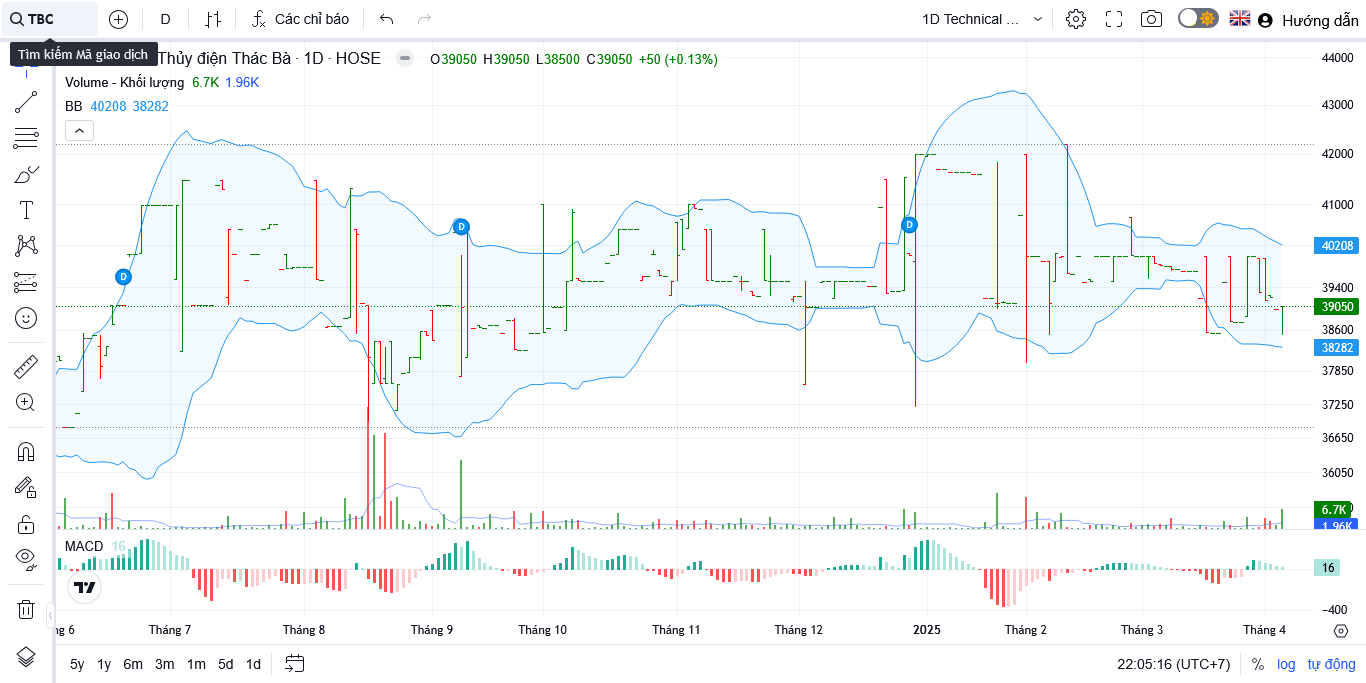 TBC D Các chỉ báo 1D Technical ... Hướng dẫn
Tìm kiếm Mã giao dịch
Thủy điện Thác Bà · 1D · HOSE O39050 H39050 L38500 C39050 +50 (+0.13%)
Volume - Khối lượng 6.7K 1.96K
BB 40208 38282
D
D
D
44000
43000
42000
41000
40208
39400
39050
38600
38282
37850
37250
36650
36050
6.7K
1.96K
MACD 16
16
−400
ng 6 Tháng 7 Tháng 8 Tháng 9 Tháng 10 Tháng 11 Tháng 12 2025 Tháng 2 Tháng 3 Tháng 4
5y 1y 6m 3m 1m 5d 1d 22:05:16 (UTC+7) % log tự động